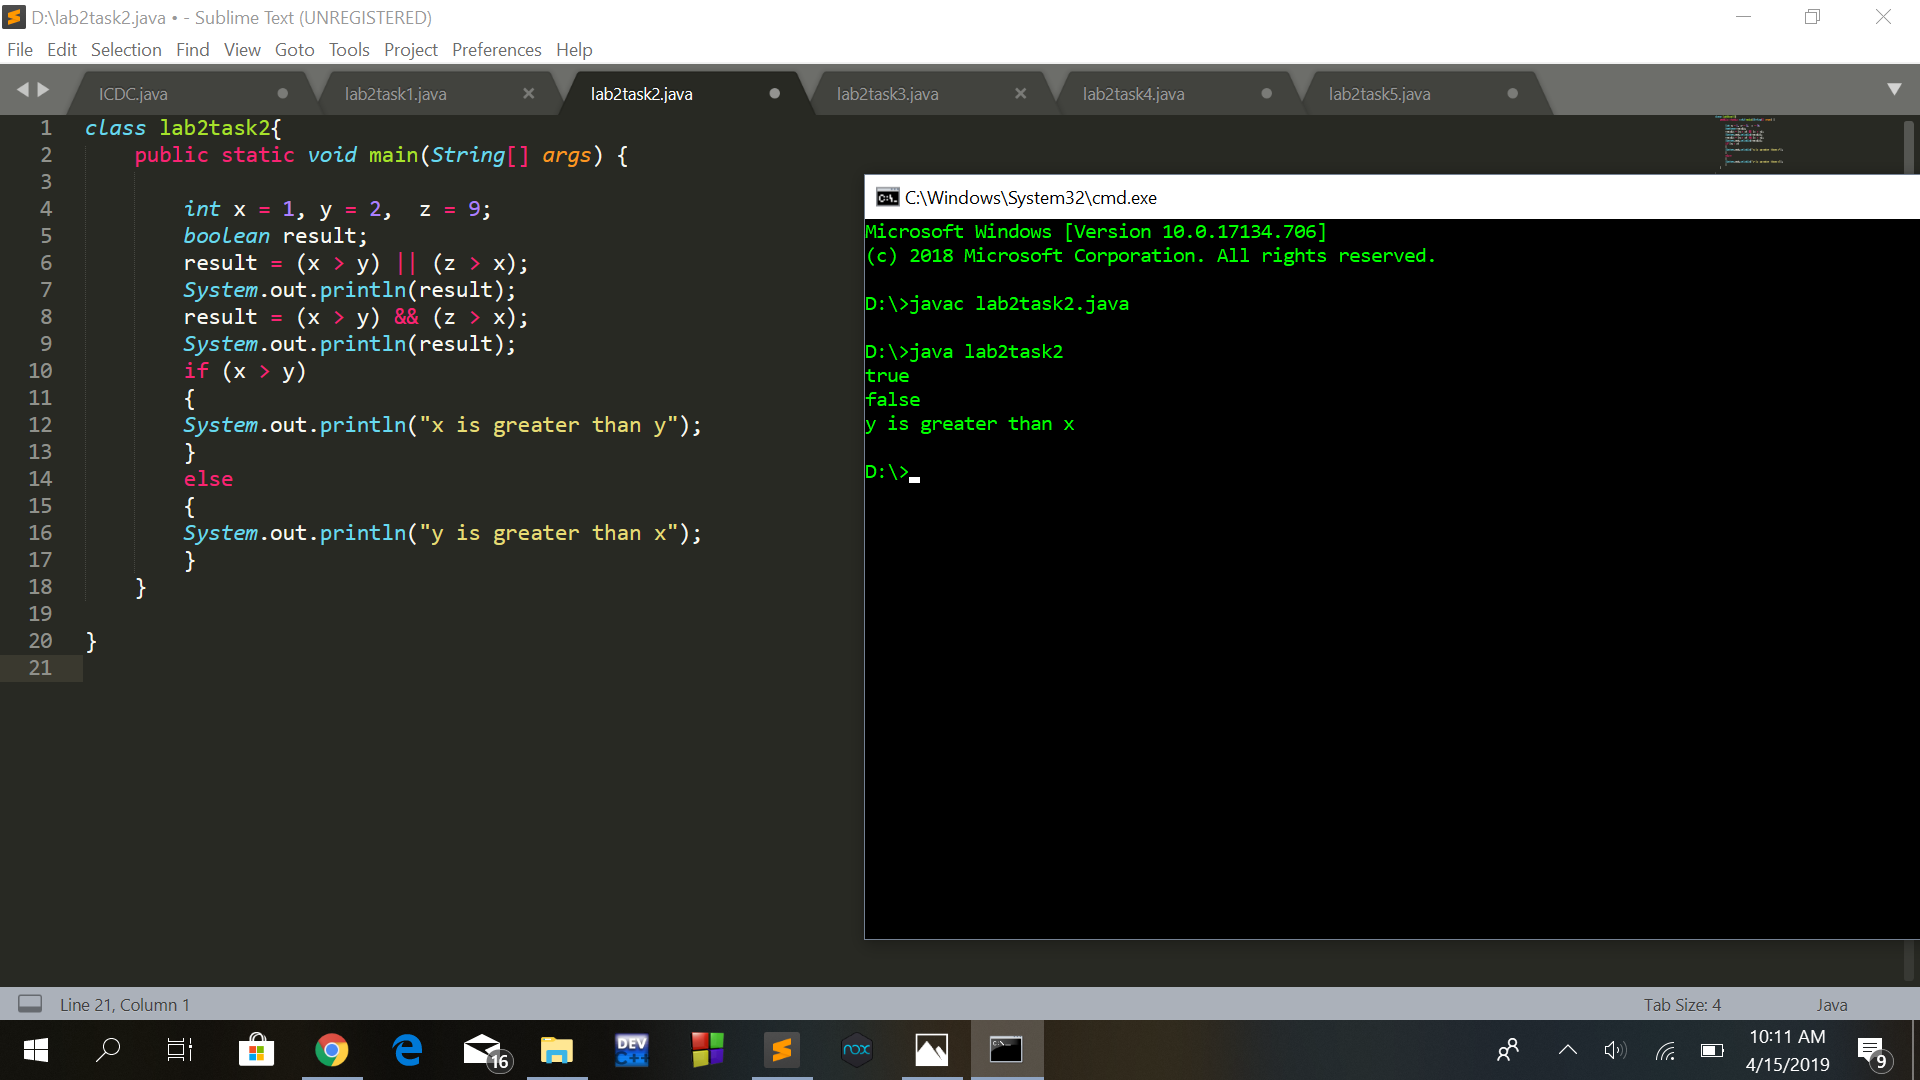 D:\lab2task2.java • - Sublime Text (UNREGISTERED)
File Edit Selection Find View Goto Tools Project Preferences Help
ICDC.java lab2task1.java lab2task2.java lab2task3.java lab2task4.java lab2task5.java
1 class lab2task2{
2 public static void main(String[] args) {
3
4 int x = 1, y = 2,  z = 9;
5 boolean result;
6 result = (x > y) || (z > x);
7 System.out.println(result);
8 result = (x > y) && (z > x);
9 System.out.println(result);
10 if (x > y)
11 {
12 System.out.println("x is greater than y");
13 }
14 else
15 {
16 System.out.println("y is greater than x");
17 }
18 }
19
20 }
21
C:\Windows\System32\cmd.exe
Microsoft Windows [Version 10.0.17134.706]
(c) 2018 Microsoft Corporation. All rights reserved.
D:\>javac lab2task2.java
D:\>java lab2task2
true
false
y is greater than x
D:\>
Line 21, Column 1
Tab Size: 4 Java
DEV
C++
16
nox
10:11 AM
4/15/2019
9